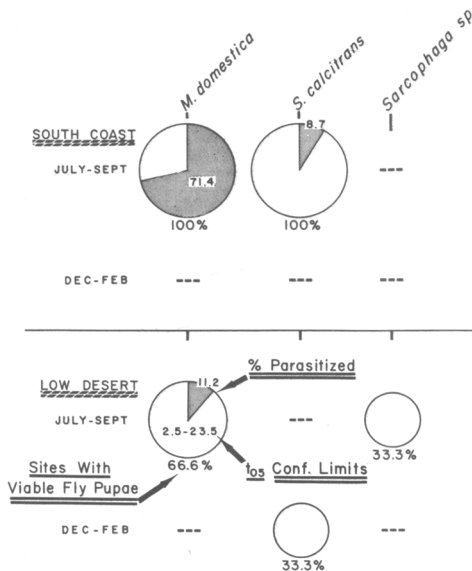 M. domestica
S. calcitrans
Sarcophaga sp
SOUTH COAST
8.7
JULY-SEPT
71.4
---
100%
100%
DEC-FEB
---
---
---
% Parasitized
LOW DESERT
11.2
JULY-SEPT
2.5-23.5
---
66.6%
33.3%
Sites With
Viable Fly Pupae
t05 Conf. Limits
DEC-FEB
---
---
33.3%